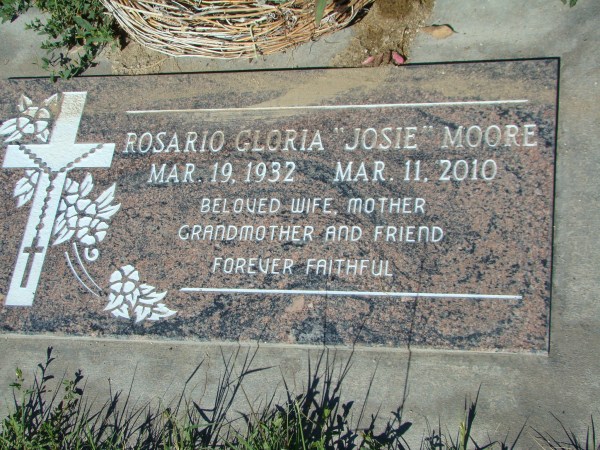 ROSARIO GLORIA "JOSIE" MOORE
MAR. 19, 1932 MAR. 11, 2010
BELOVED WIFE, MOTHER
GRANDMOTHER AND FRIEND
FOREVER FAITHFUL